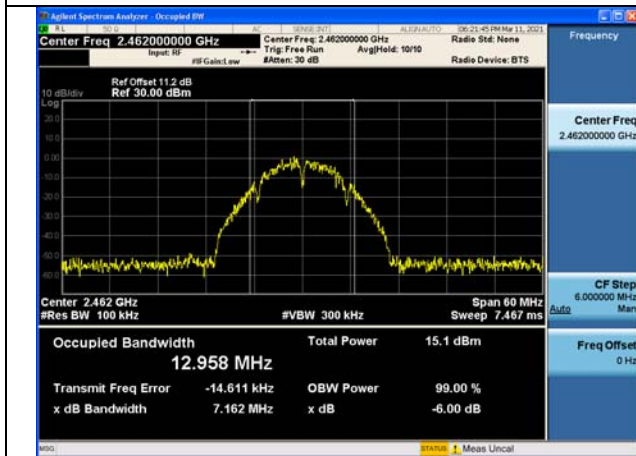 Agilent Spectrum Analyzer - Occupied BW
RL 50 Ω AC SENSE:INT ALIGN AUTO 06:21:45 PM Mar 11, 2021
Center Freq 2.462000000 GHz
Center Freq: 2.462000000 GHz
Radio Std: None
Input: RF
Trig: Free Run
Avg|Hold: 10/10
#IFGain:Low
#Atten: 30 dB
Radio Device: BTS
Frequency
Ref Offset 11.2 dB
10 dB/div
Ref 30.00 dBm
Log
20.0
10.0
0.00
-10.0
-20.0
-30.0
-40.0
-50.0
-60.0
Center Freq
2.462000000 GHz
Center 2.462 GHz
Span 60 MHz
#Res BW 100 kHz
#VBW 300 kHz
Sweep 7.467 ms
CF Step
6.000000 MHz
Auto Man
Occupied Bandwidth
Total Power 15.1 dBm
12.958 MHz
Transmit Freq Error -14.611 kHz
OBW Power 99.00 %
x dB Bandwidth 7.162 MHz
x dB -6.00 dB
Freq Offset
0 Hz
MSG
STATUS
Meas Uncal